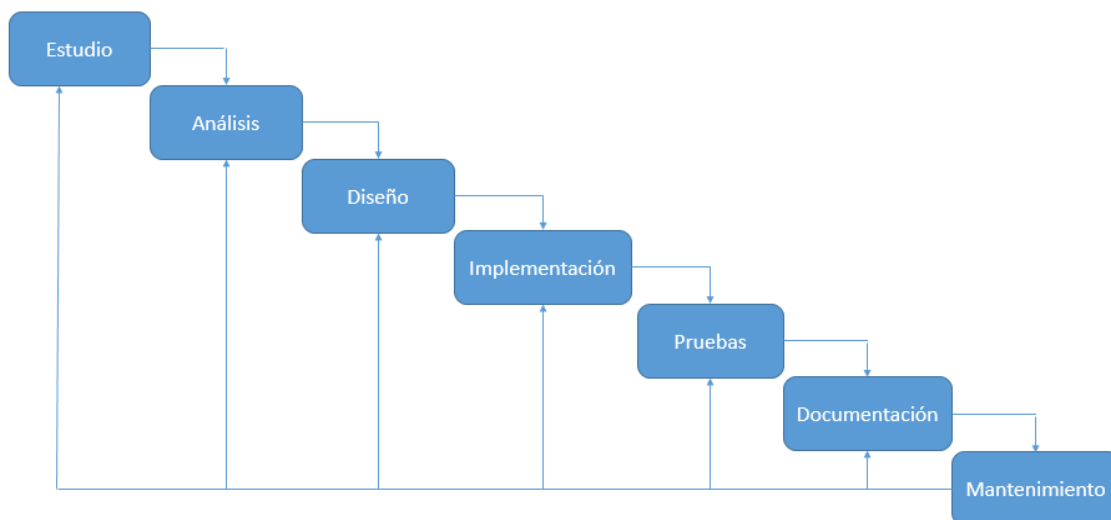 Estudio
Análisis
Diseño
Implementación
Pruebas
Documentación
Mantenimiento